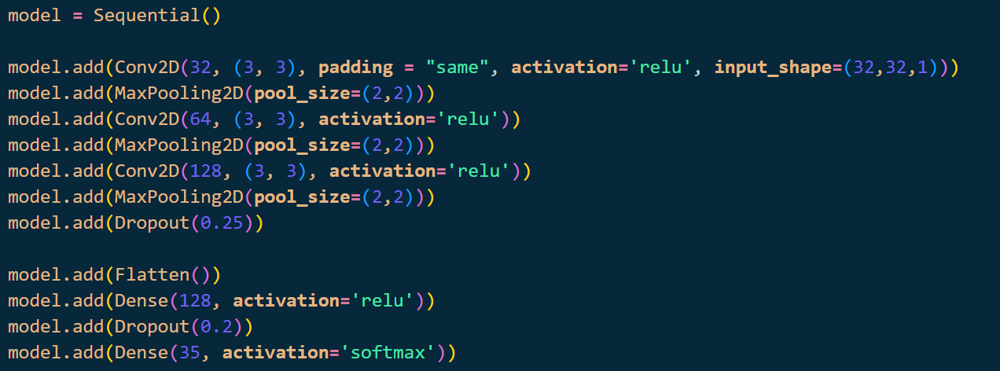 model = Sequential()
model.add(Conv2D(32, (3, 3), padding = "same", activation='relu', input_shape=(32,32,1)))
model.add(MaxPooling2D(pool_size=(2,2)))
model.add(Conv2D(64, (3, 3), activation='relu'))
model.add(MaxPooling2D(pool_size=(2,2)))
model.add(Conv2D(128, (3, 3), activation='relu'))
model.add(MaxPooling2D(pool_size=(2,2)))
model.add(Dropout(0.25))
model.add(Flatten())
model.add(Dense(128, activation='relu'))
model.add(Dropout(0.2))
model.add(Dense(35, activation='softmax'))